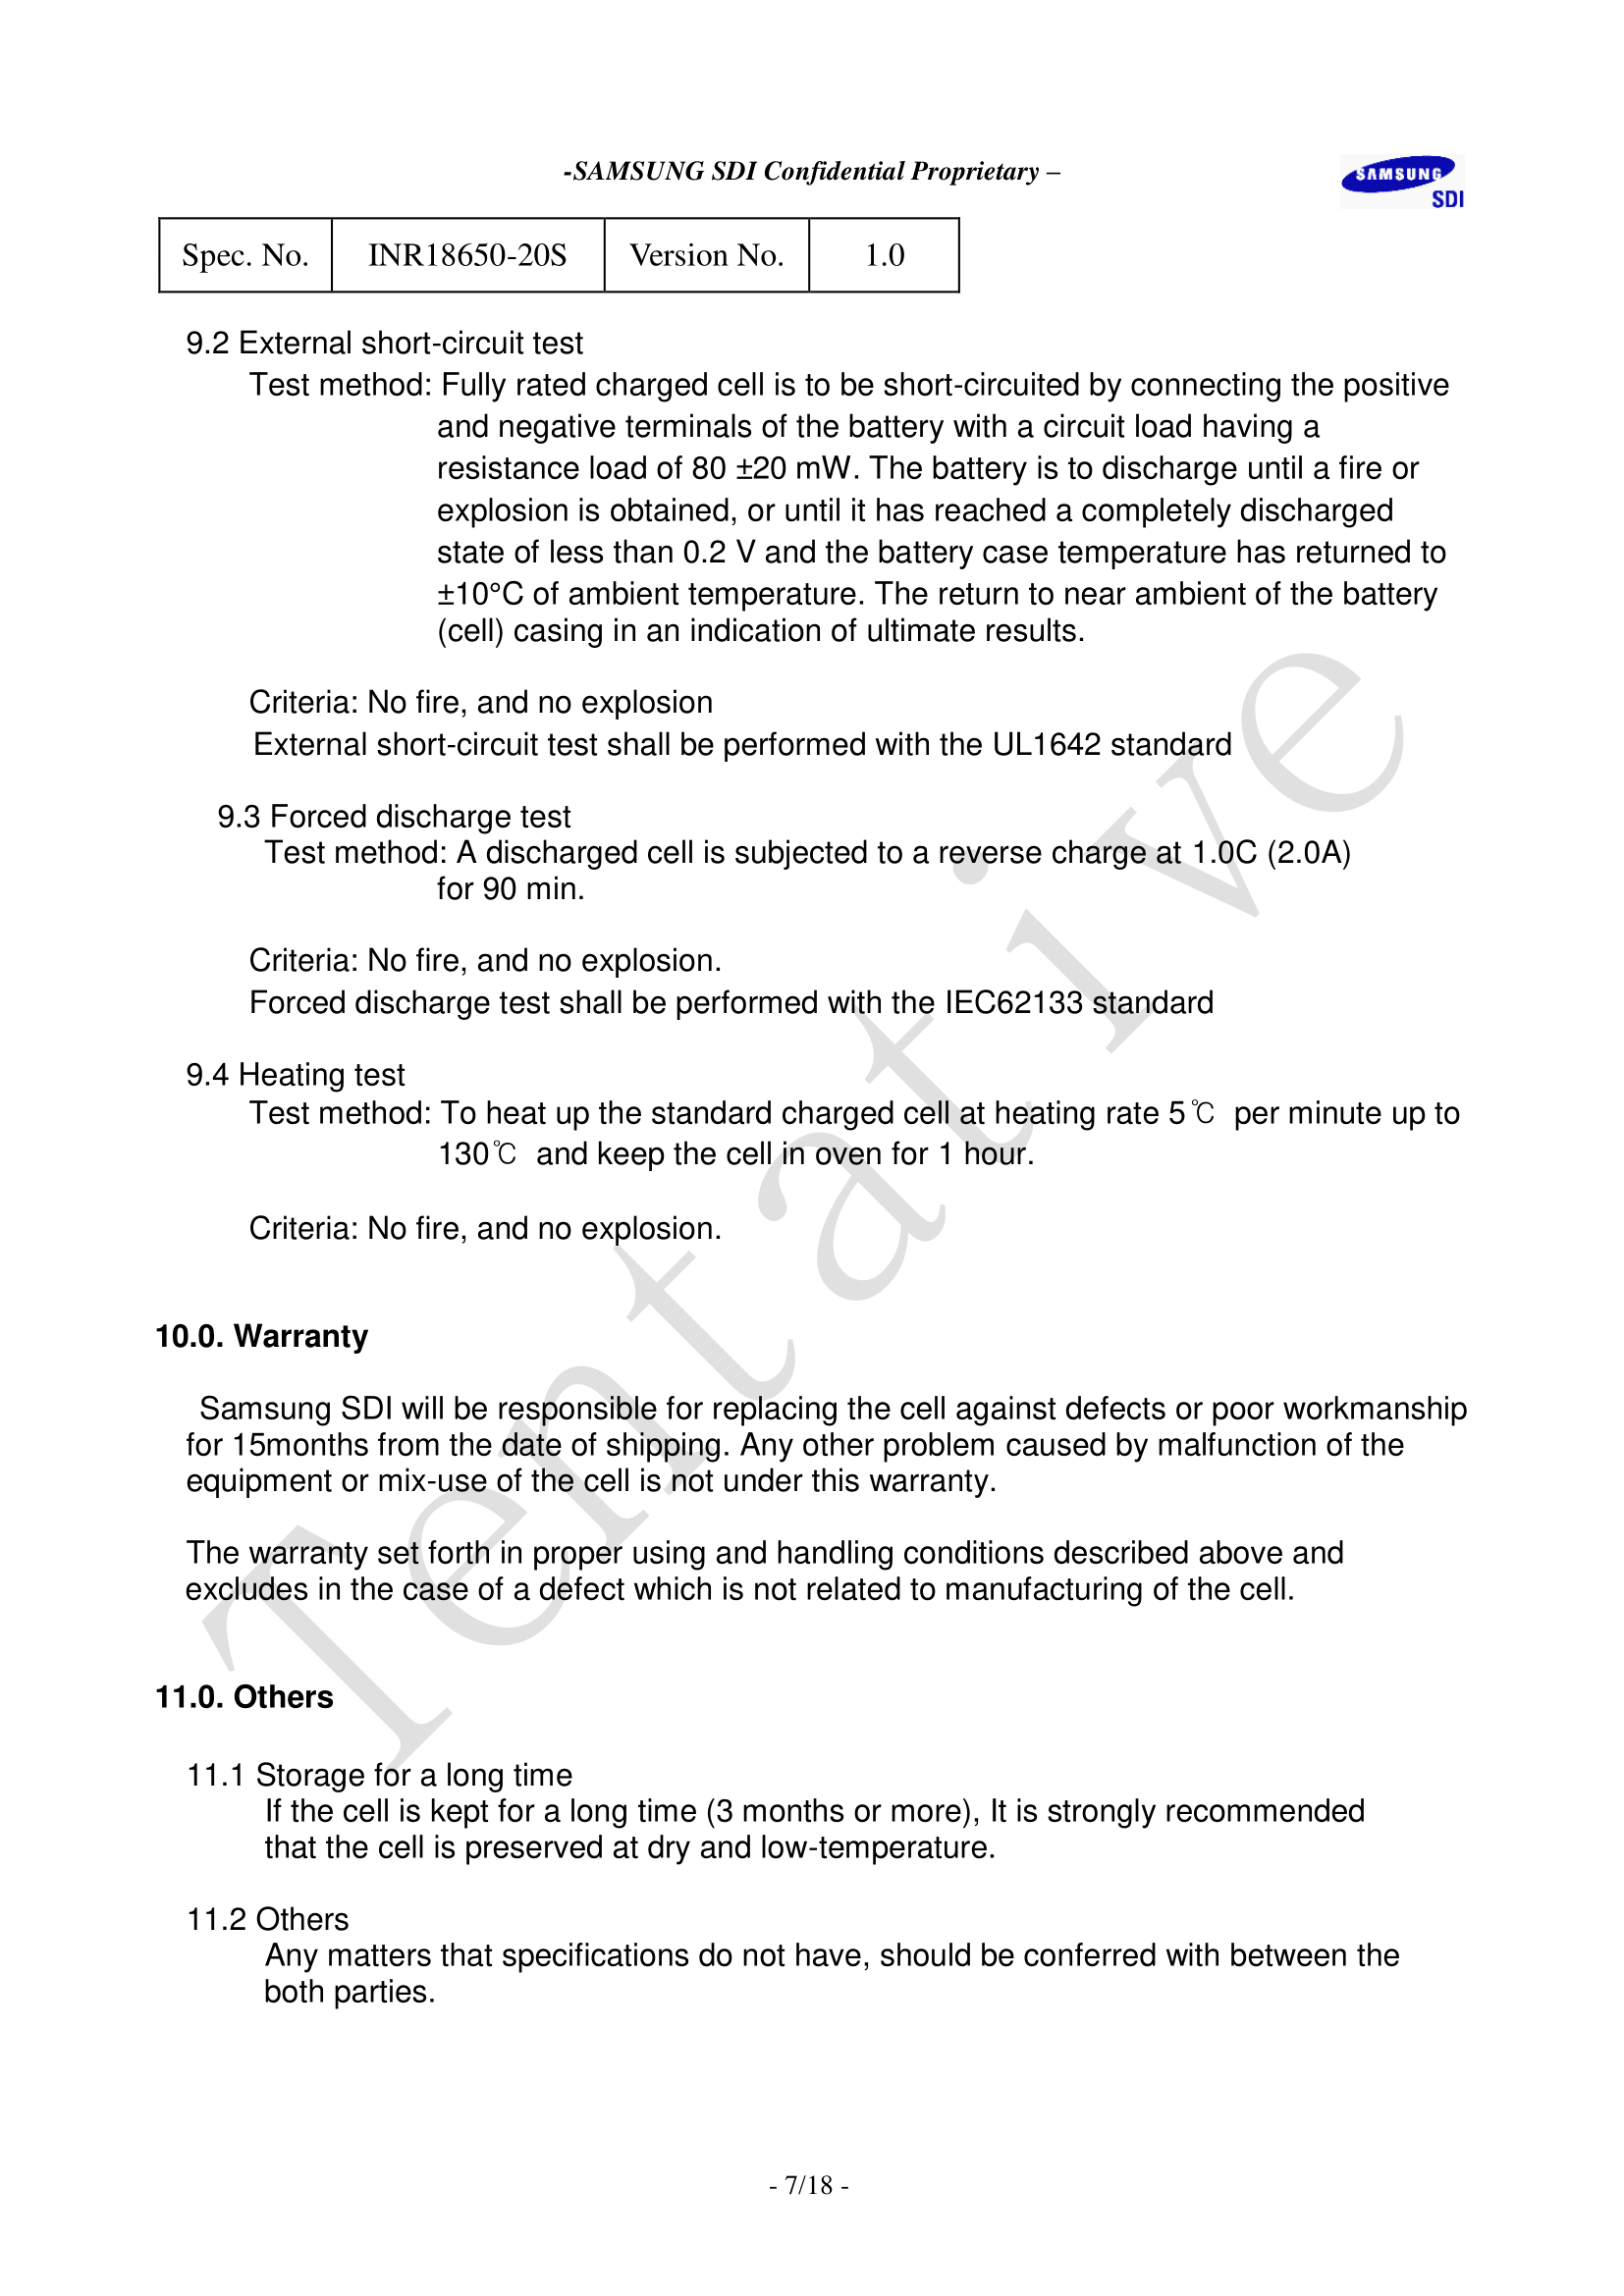 -SAMSUNG SDI Confidential Proprietary –
SAMSUNG
SDI
Spec. No. INR18650-20S Version No. 1.0
9.2 External short-circuit test
Test method: Fully rated charged cell is to be short-circuited by connecting the positive
and negative terminals of the battery with a circuit load having a
resistance load of 80 ±20 mW. The battery is to discharge until a fire or
explosion is obtained, or until it has reached a completely discharged
state of less than 0.2 V and the battery case temperature has returned to
±10°C of ambient temperature. The return to near ambient of the battery
(cell) casing in an indication of ultimate results.
Criteria: No fire, and no explosion
External short-circuit test shall be performed with the UL1642 standard
9.3 Forced discharge test
Test method: A discharged cell is subjected to a reverse charge at 1.0C (2.0A)
for 90 min.
Criteria: No fire, and no explosion.
Forced discharge test shall be performed with the IEC62133 standard
9.4 Heating test
Test method: To heat up the standard charged cell at heating rate 5℃ per minute up to
130℃ and keep the cell in oven for 1 hour.
Criteria: No fire, and no explosion.
10.0. Warranty
Samsung SDI will be responsible for replacing the cell against defects or poor workmanship
for 15months from the date of shipping. Any other problem caused by malfunction of the
equipment or mix-use of the cell is not under this warranty.
The warranty set forth in proper using and handling conditions described above and
excludes in the case of a defect which is not related to manufacturing of the cell.
11.0. Others
11.1 Storage for a long time
If the cell is kept for a long time (3 months or more), It is strongly recommended
that the cell is preserved at dry and low-temperature.
11.2 Others
Any matters that specifications do not have, should be conferred with between the
both parties.
Tentative
- 7/18 -